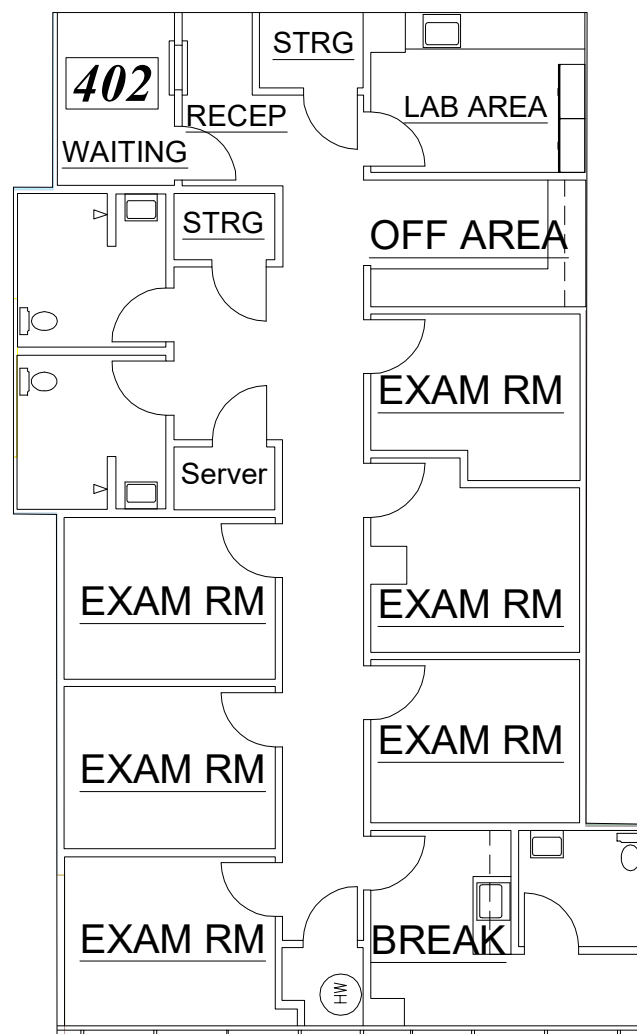 STRG
402
RECEP
LAB AREA
WAITING
STRG
OFF AREA
EXAM RM
Server
EXAM RM
EXAM RM
EXAM RM
EXAM RM
EXAM RM
BREAK
HW